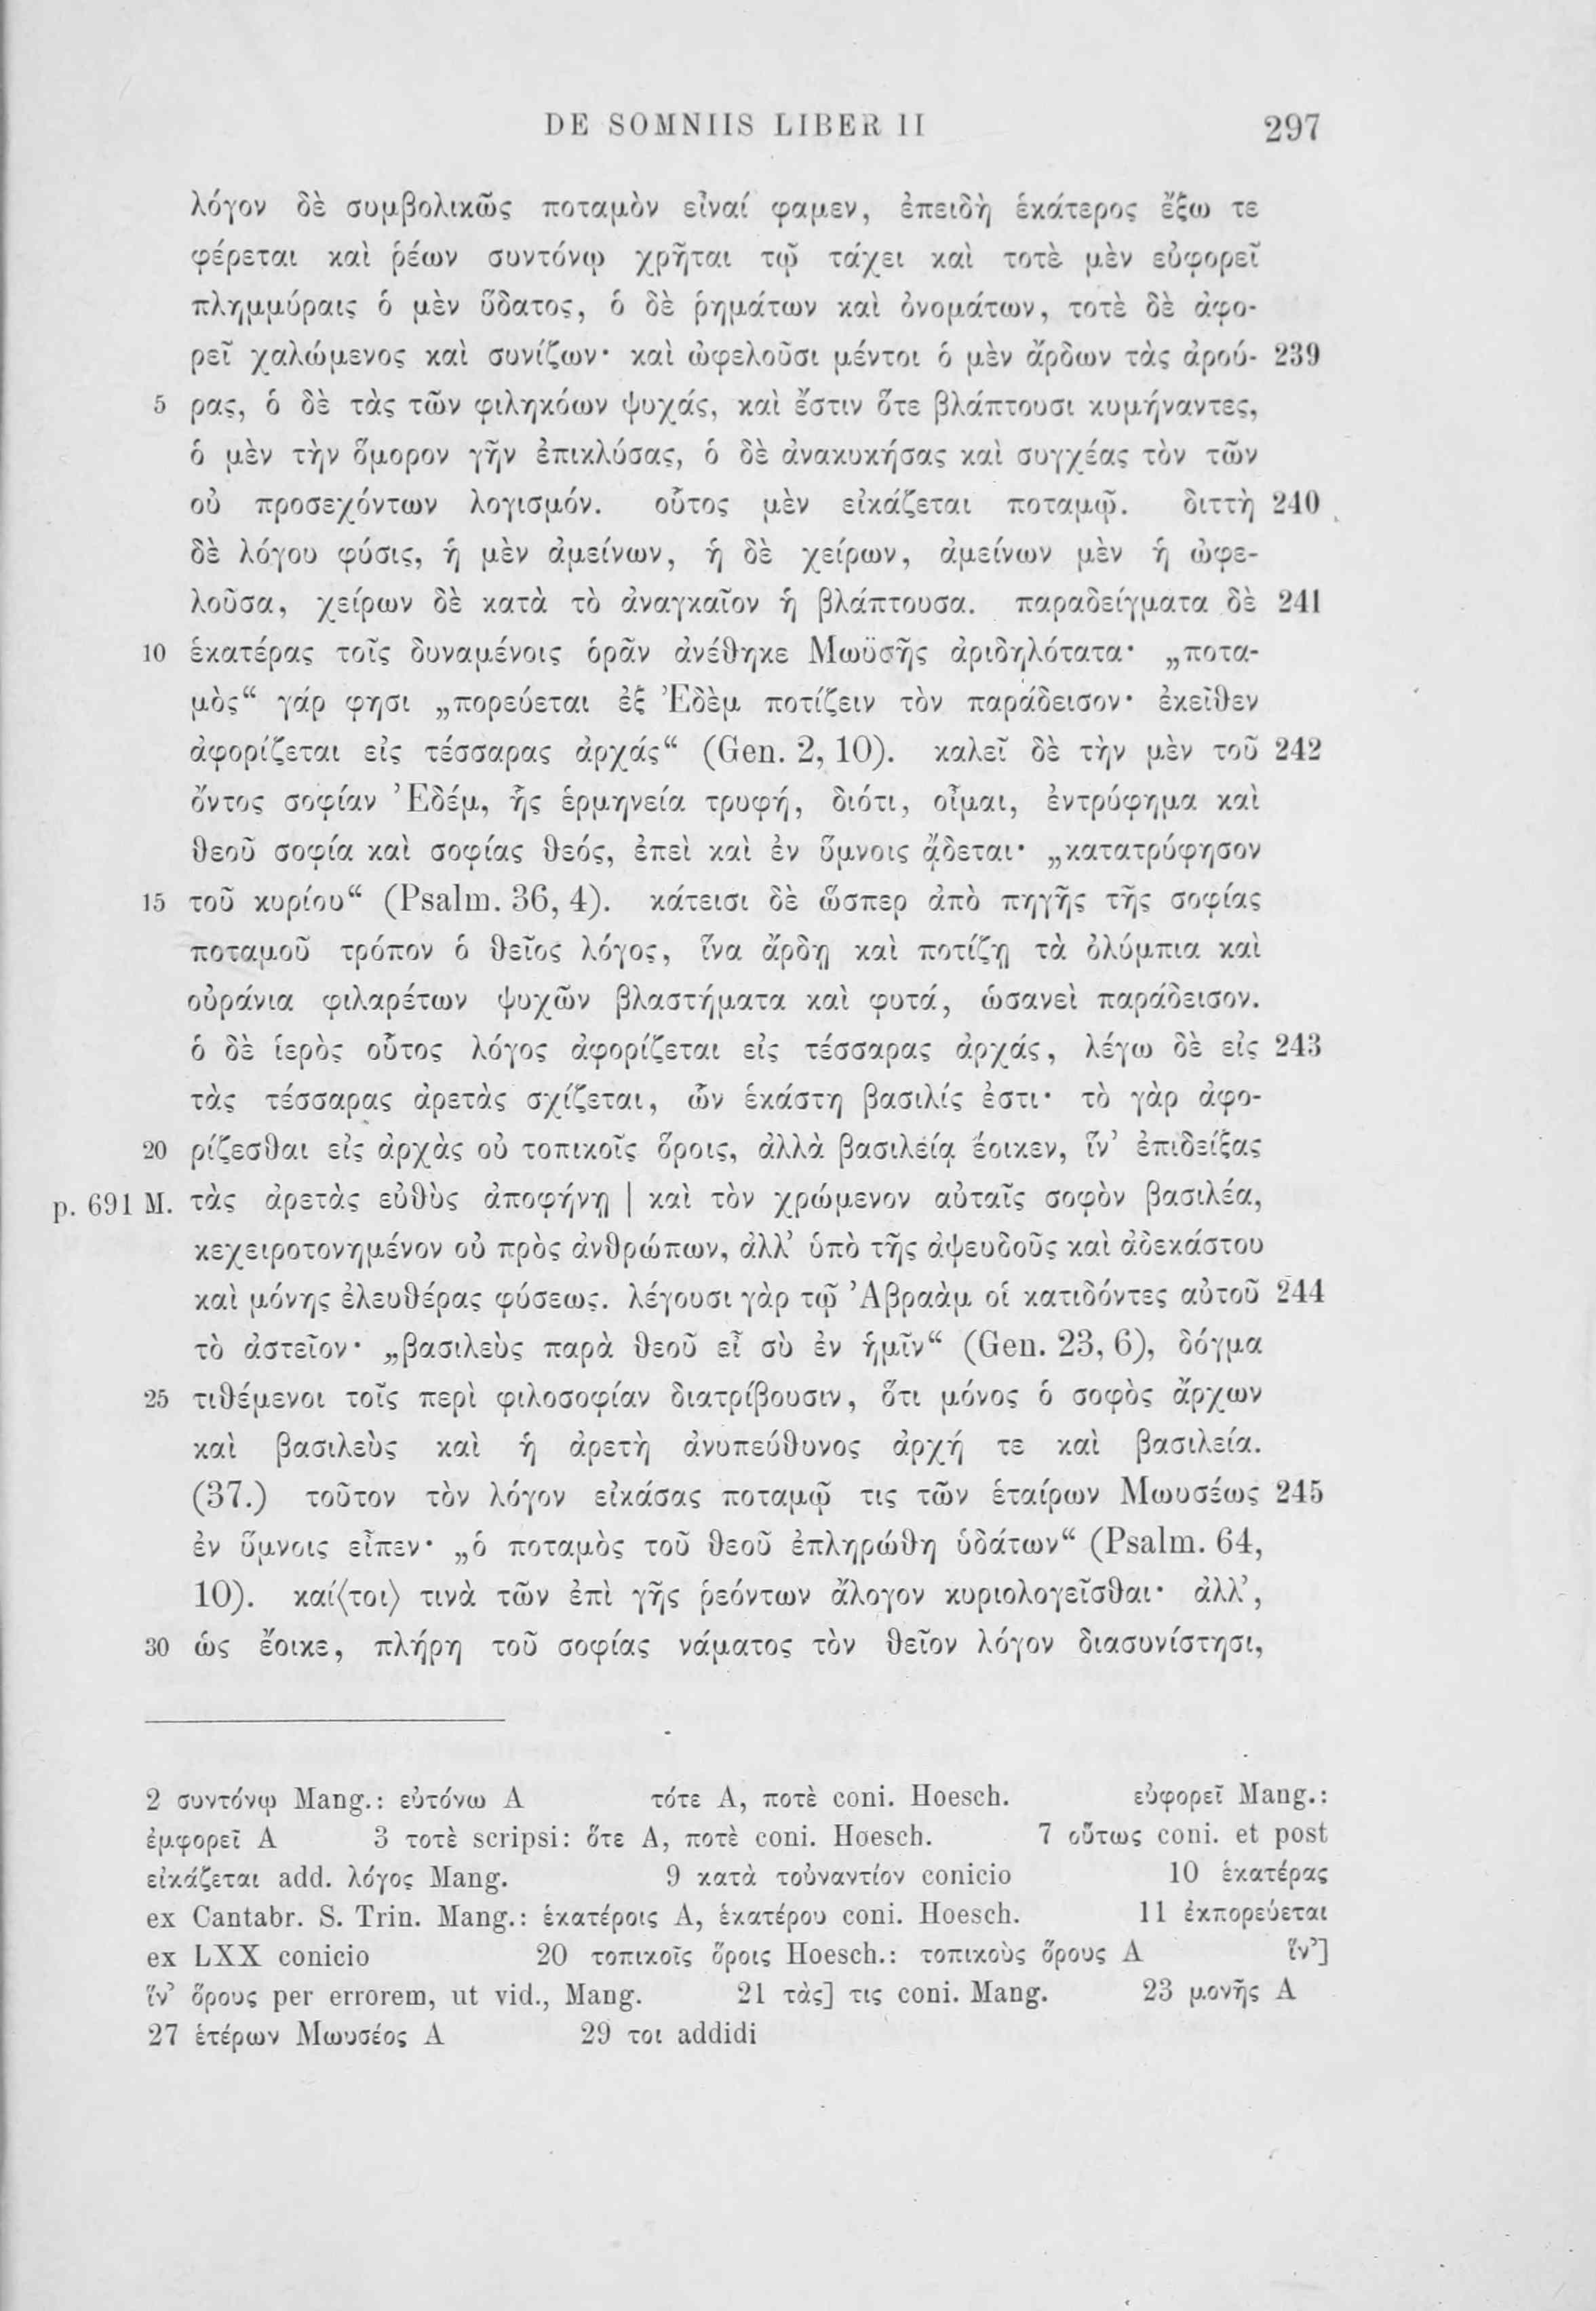 DE SOMNIIS LIBER II 297
λόγον δὲ συμβολικῶς ποταμὸν εἶναί φαμεν, ἐπειδὴ ἑκάτερος ἔξω τε
φέρεται καὶ ῥέων συντόνῳ χρῆται τῷ τάχει καὶ τοτὲ μὲν εὐφορεῖ
πλημμύραις ὁ μὲν ὕδατος, ὁ δὲ ῥημάτων καὶ ὀνομάτων, τοτὲ δὲ ἀφο-
ρεῖ χαλώμενος καὶ συνίζων· καὶ ὠφελοῦσι μέντοι ὁ μὲν ἄρδων τὰς ἀρού- 239
5 ρας, ὁ δὲ τὰς τῶν φιληκόων ψυχάς, καὶ ἔστιν ὅτε βλάπτουσι κυμήναντες,
ὁ μὲν τὴν ὅμορον γῆν ἐπικλύσας, ὁ δὲ ἀνακυκήσας καὶ συγχέας τὸν τῶν
οὐ προσεχόντων λογισμόν. οὗτος μὲν εἰκάζεται ποταμῷ. διττὴ 240
δὲ λόγου φύσις, ἡ μὲν ἀμείνων, ἡ δὲ χείρων, ἀμείνων μὲν ἡ ὠφε-
λοῦσα, χείρων δὲ κατὰ τὸ ἀναγκαῖον ἡ βλάπτουσα. παραδείγματα δὲ 241
10 ἑκατέρας τοῖς δυναμένοις ὁρᾶν ἀνέθηκε Μωϋσῆς ἀριδηλότατα· „ποτα-
μὸς“ γάρ φησι „πορεύεται ἐξ Ἐδὲμ ποτίζειν τὸν παράδεισον· ἐκεῖθεν
ἀφορίζεται εἰς τέσσαρας ἀρχάς“ (Gen. 2, 10). καλεῖ δὲ τὴν μὲν τοῦ 242
ὄντος σοφίαν Ἐδέμ, ἧς ἑρμηνεία τρυφή, διότι, οἶμαι, ἐντρύφημα καὶ
θεοῦ σοφία καὶ σοφίας θεός, ἐπεὶ καὶ ἐν ὕμνοις ᾄδεται· „κατατρύφησον
15 τοῦ κυρίου“ (Psalm. 36, 4). κάτεισι δὲ ὥσπερ ἀπὸ πηγῆς τῆς σοφίας
ποταμοῦ τρόπον ὁ θεῖος λόγος, ἵνα ἄρδῃ καὶ ποτίζῃ τὰ ὀλύμπια καὶ
οὐράνια φιλαρέτων ψυχῶν βλαστήματα καὶ φυτά, ὡσανεὶ παράδεισον.
ὁ δὲ ἱερὸς οὗτος λόγος ἀφορίζεται εἰς τέσσαρας ἀρχάς, λέγω δὲ εἰς 243
τὰς τέσσαρας ἀρετὰς σχίζεται, ὧν ἑκάστη βασιλίς ἐστι· τὸ γὰρ ἀφο-
20 ρίζεσθαι εἰς ἀρχὰς οὐ τοπικοῖς ὅροις, ἀλλὰ βασιλείᾳ ἔοικεν, ἵν’ ἐπιδείξας
p. 691 M. τὰς ἀρετὰς εὐθὺς ἀποφήνῃ | καὶ τὸν χρώμενον αὐταῖς σοφὸν βασιλέα,
κεχειροτονημένον οὐ πρὸς ἀνθρώπων, ἀλλ’ ὑπὸ τῆς ἀψευδοῦς καὶ ἀδεκάστου
καὶ μόνης ἐλευθέρας φύσεως. λέγουσι γὰρ τῷ Ἀβραὰμ οἱ κατιδόντες αὐτοῦ 244
τὸ ἀστεῖον· „βασιλεὺς παρὰ θεοῦ εἶ σὺ ἐν ἡμῖν“ (Gen. 23, 6), δόγμα
25 τιθέμενοι τοῖς περὶ φιλοσοφίαν διατρίβουσιν, ὅτι μόνος ὁ σοφὸς ἄρχων
καὶ βασιλεὺς καὶ ἡ ἀρετὴ ἀνυπεύθυνος ἀρχή τε καὶ βασιλεία.
(37.) τοῦτον τὸν λόγον εἰκάσας ποταμῷ τις τῶν ἑταίρων Μωυσέως 245
ἐν ὕμνοις εἶπεν· „ὁ ποταμὸς τοῦ θεοῦ ἐπληρώθη ὑδάτων“ (Psalm. 64,
10). καί⟨τοι⟩ τινὰ τῶν ἐπὶ γῆς ῥεόντων ἄλογον κυριολογεῖσθαι· ἀλλ’,
30 ὡς ἔοικε, πλήρη τοῦ σοφίας νάματος τὸν θεῖον λόγον διασυνίστησι,
2 συντόνῳ Mang.: εὐτόνω A τότε A, ποτὲ coni. Hoesch. εὐφορεῖ Mang.:
ἐμφορεῖ A 3 τοτὲ scripsi: ὅτε A, ποτὲ coni. Hoesch. 7 οὕτως coni. et post
εἰκάζεται add. λόγος Mang. 9 κατὰ τοὐναντίον conicio 10 ἑκατέρας
ex Cantabr. S. Trin. Mang.: ἑκατέροις A, ἑκατέρου coni. Hoesch. 11 ἐκπορεύεται
ex LXX conicio 20 τοπικοῖς ὅροις Hoesch.: τοπικοὺς ὅρους A ἵν’]
ἵν’ ὅρους per errorem, ut vid., Mang. 21 τὰς] τις coni. Mang. 23 μονῆς A
27 ἑτέρων Μωυσέος A 29 τοι addidi